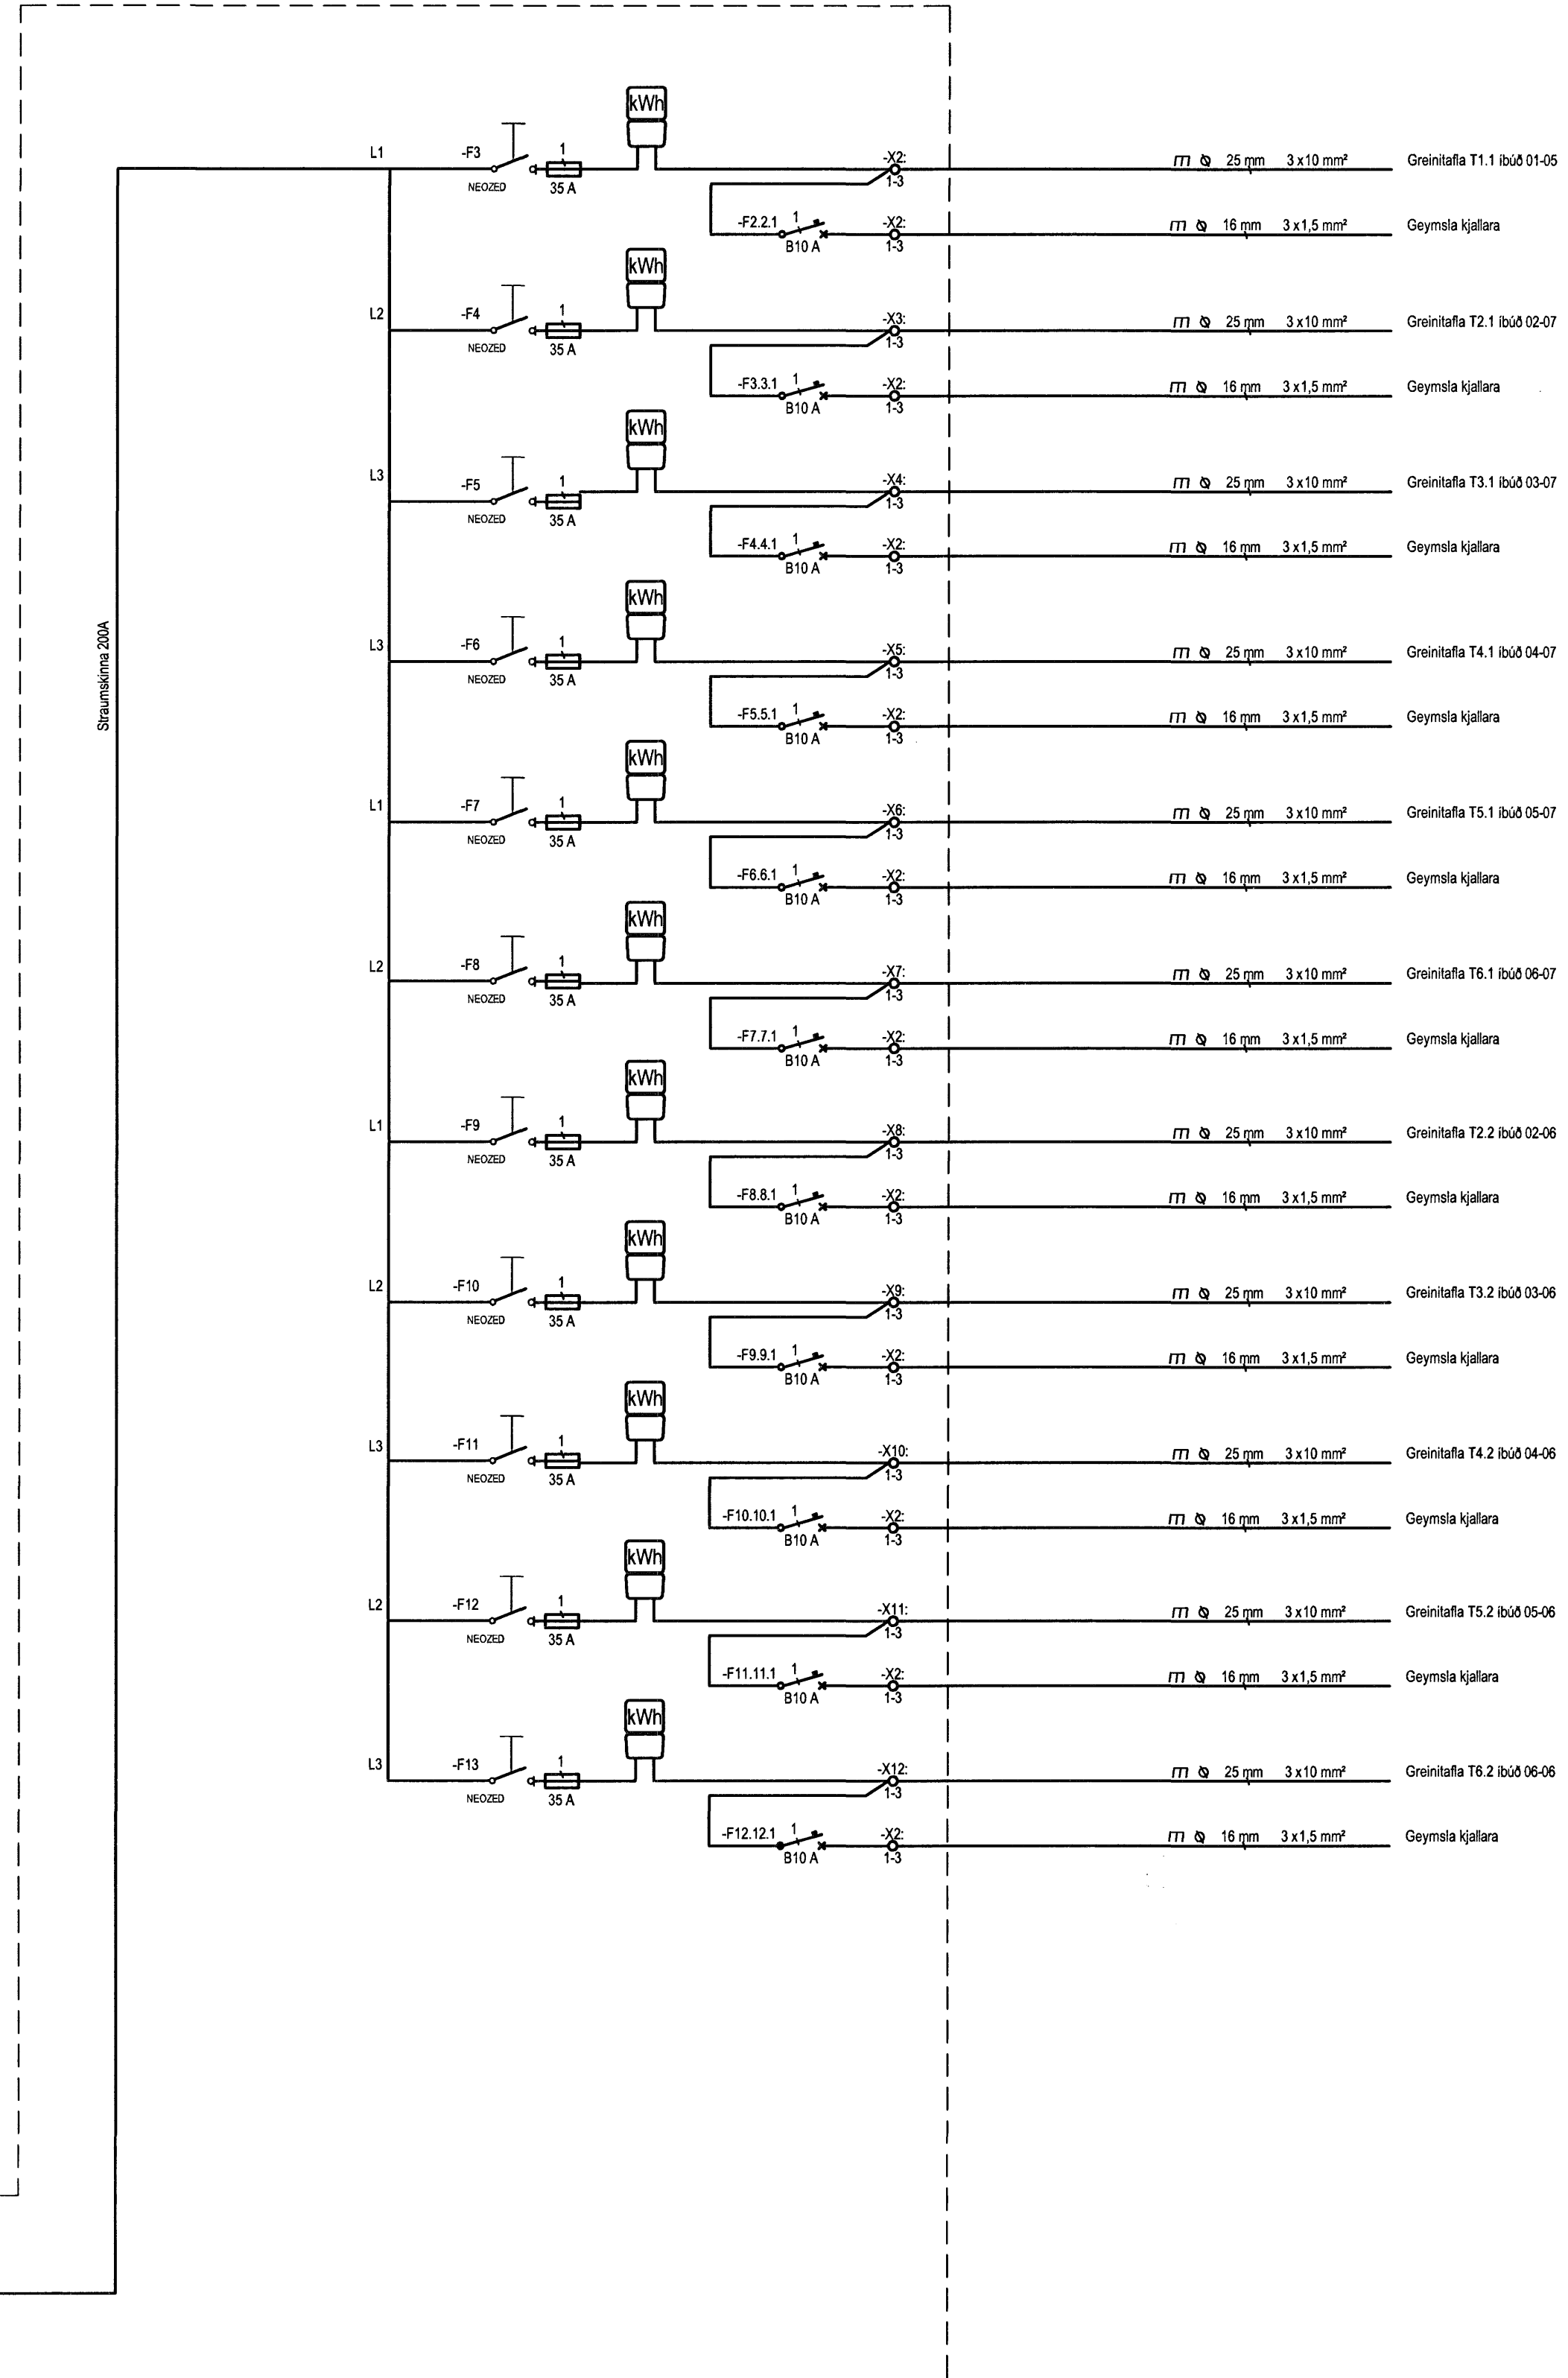 kWh
L1 -F3 1 -X2: 25 mm 3 x 10 mm² Greinitafla T1.1 íbúð 01-05
NEOZED 35 A 1-3
-F2.2.1 1 -X2: 16 mm 3 x 1,5 mm² Geymsla kjallara
B10 A 1-3
kWh
L2 -F4 1 -X3: 25 mm 3 x 10 mm² Greinitafla T2.1 íbúð 02-07
NEOZED 35 A 1-3
-F3.3.1 1 -X2: 16 mm 3 x 1,5 mm² Geymsla kjallara
B10 A 1-3
kWh
L3 -F5 1 -X4: 25 mm 3 x 10 mm² Greinitafla T3.1 íbúð 03-07
NEOZED 35 A 1-3
-F4.4.1 1 -X2: 16 mm 3 x 1,5 mm² Geymsla kjallara
B10 A 1-3
kWh
Straumskinna 200A
L3 -F6 1 -X5: 25 mm 3 x 10 mm² Greinitafla T4.1 íbúð 04-07
NEOZED 35 A 1-3
-F5.5.1 1 -X2: 16 mm 3 x 1,5 mm² Geymsla kjallara
B10 A 1-3
kWh
L1 -F7 1 -X6: 25 mm 3 x 10 mm² Greinitafla T5.1 íbúð 05-07
NEOZED 35 A 1-3
-F6.6.1 1 -X2: 16 mm 3 x 1,5 mm² Geymsla kjallara
B10 A 1-3
kWh
L2 -F8 1 -X7: 25 mm 3 x 10 mm² Greinitafla T6.1 íbúð 06-07
NEOZED 35 A 1-3
-F7.7.1 1 -X2: 16 mm 3 x 1,5 mm² Geymsla kjallara
B10 A 1-3
kWh
L1 -F9 1 -X8: 25 mm 3 x 10 mm² Greinitafla T2.2 íbúð 02-06
NEOZED 35 A 1-3
-F8.8.1 1 -X2: 16 mm 3 x 1,5 mm² Geymsla kjallara
B10 A 1-3
kWh
L2 -F10 1 -X9: 25 mm 3 x 10 mm² Greinitafla T3.2 íbúð 03-06
NEOZED 35 A 1-3
-F9.9.1 1 -X2: 16 mm 3 x 1,5 mm² Geymsla kjallara
B10 A 1-3
kWh
L3 -F11 1 -X10: 25 mm 3 x 10 mm² Greinitafla T4.2 íbúð 04-06
NEOZED 35 A 1-3
-F10.10.1 1 -X2: 16 mm 3 x 1,5 mm² Geymsla kjallara
B10 A 1-3
kWh
L2 -F12 1 -X11: 25 mm 3 x 10 mm² Greinitafla T5.2 íbúð 05-06
NEOZED 35 A 1-3
-F11.11.1 1 -X2: 16 mm 3 x 1,5 mm² Geymsla kjallara
B10 A 1-3
kWh
L3 -F13 1 -X12: 25 mm 3 x 10 mm² Greinitafla T6.2 íbúð 06-06
NEOZED 35 A 1-3
-F12.12.1 1 -X2: 16 mm 3 x 1,5 mm² Geymsla kjallara
B10 A 1-3